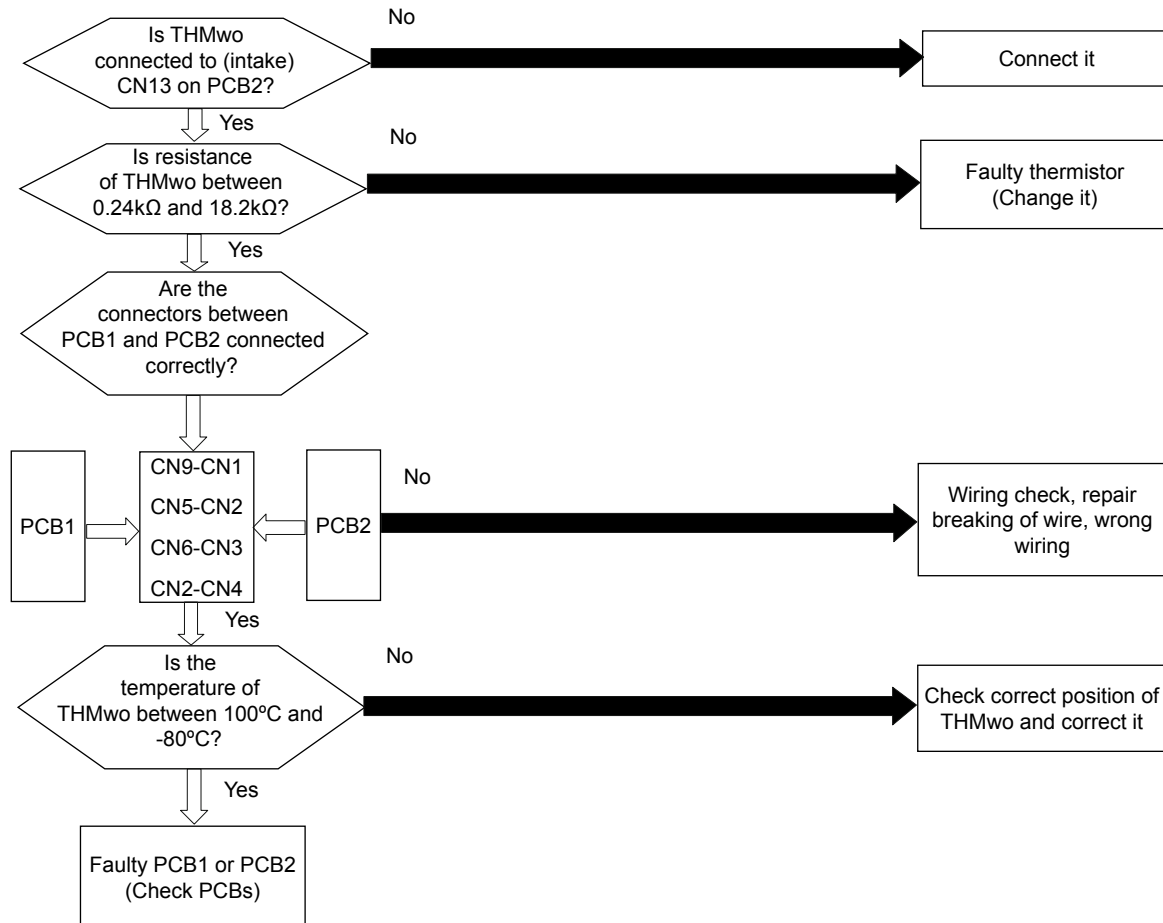 No
Is THMwo
connected to (intake)
CN13 on PCB2?
Connect it
Yes
No
Is resistance
of THMwo between
0.24kΩ and 18.2kΩ?
Faulty thermistor
(Change it)
Yes
Are the
connectors between
PCB1 and PCB2 connected
correctly?
PCB1
CN9-CN1
CN5-CN2
CN6-CN3
CN2-CN4
PCB2
No
Wiring check, repair
breaking of wire, wrong
wiring
Yes
No
Is the
temperature of
THMwo between 100ºC and
-80ºC?
Check correct position of
THMwo and correct it
Yes
Faulty PCB1 or PCB2
(Check PCBs)